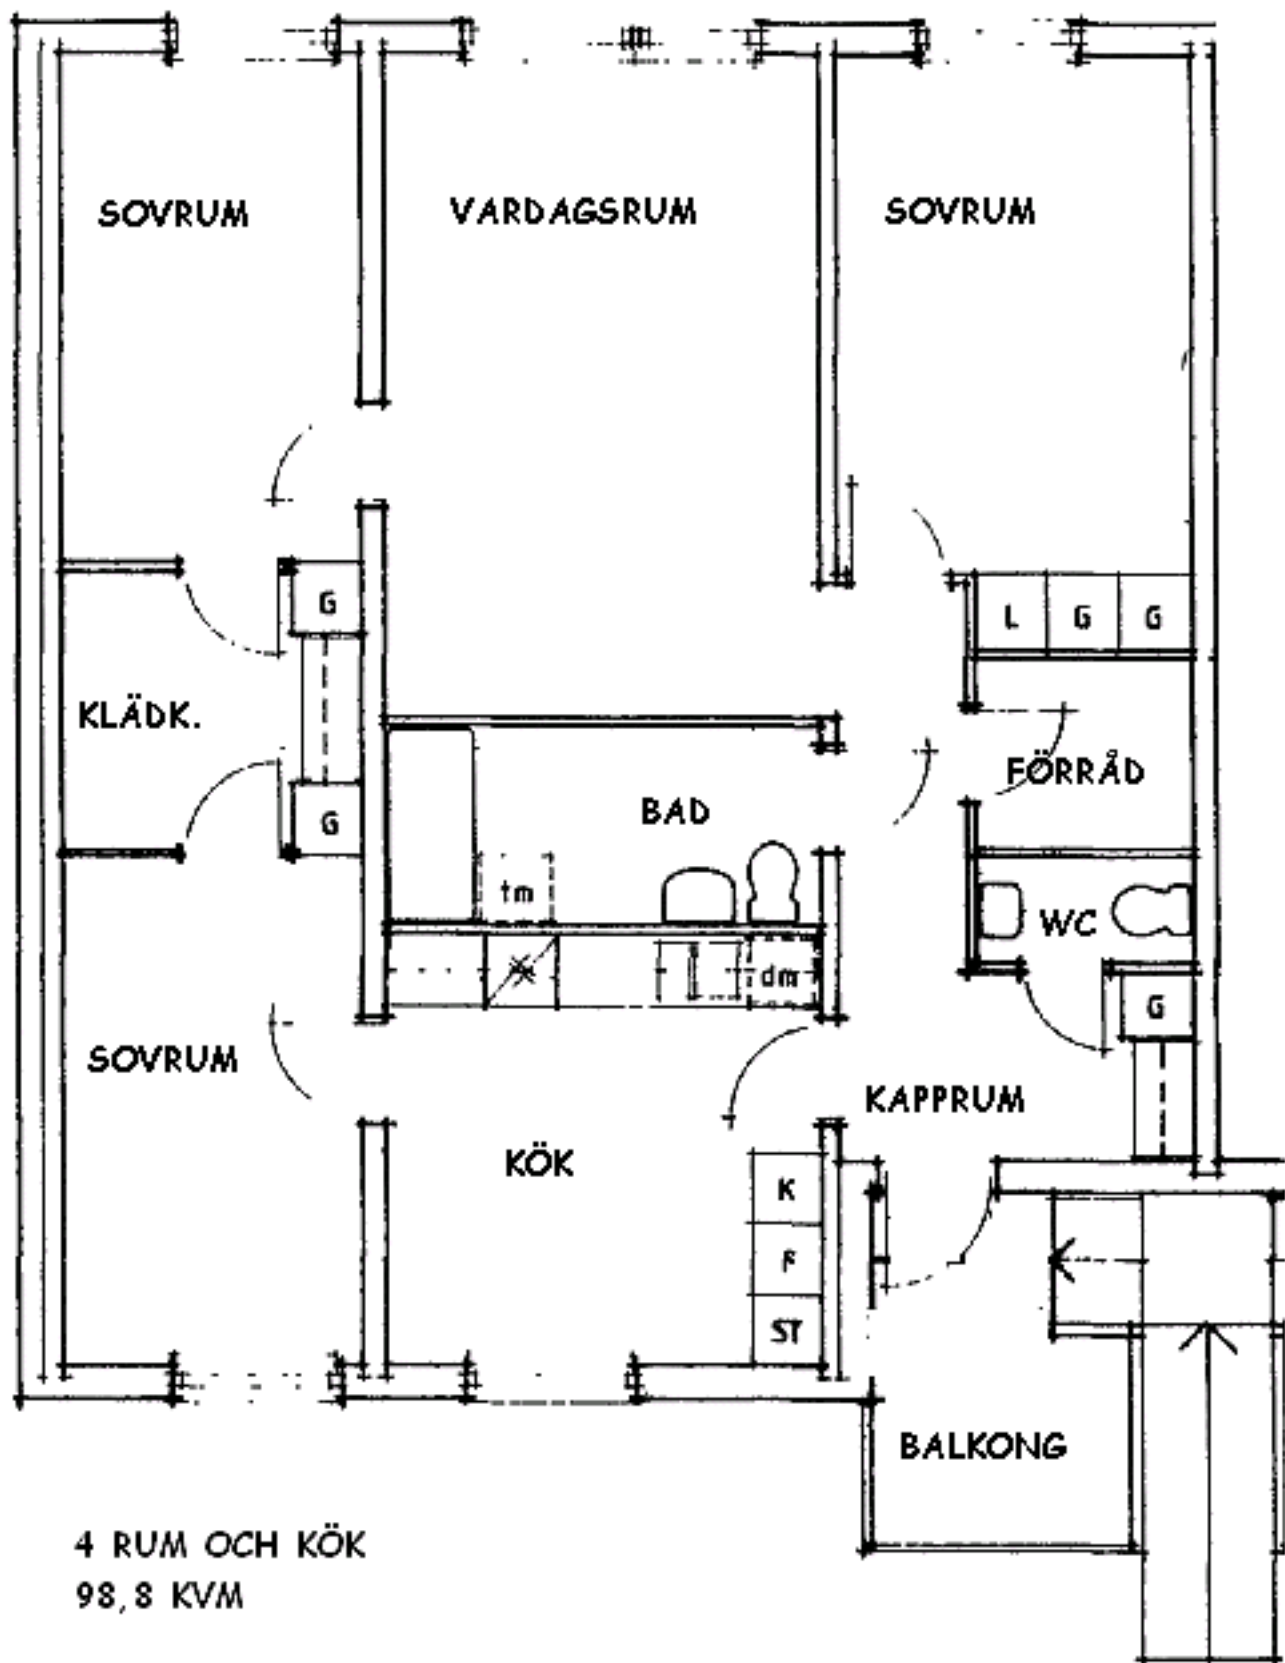 SOVRUM
VARDAGSRUM
SOVRUM
G
L
G
G
KLÄDK.
FÖRRÅD
G
BAD
tm
WC
dm
G
SOVRUM
KAPPRUM
KÖK
K
F
ST
BALKONG
4 RUM OCH KÖK
98,8 KVM